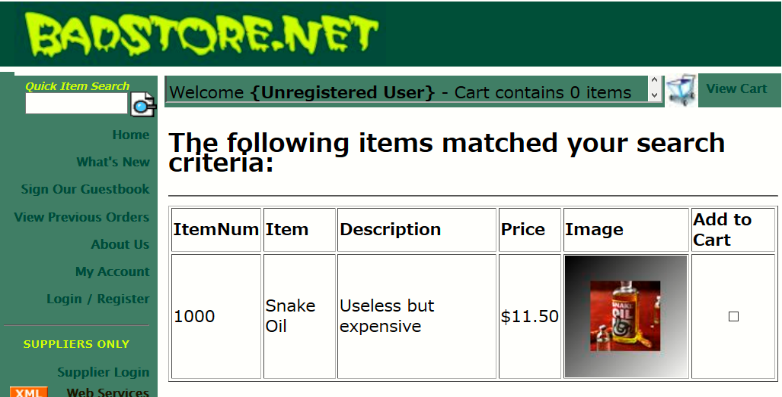 BADSTORE.NET
Quick Item Search
Welcome {Unregistered User} - Cart contains 0 items
View Cart
Home
What's New
Sign Our Guestbook
View Previous Orders
About Us
My Account
Login / Register
SUPPLIERS ONLY
Supplier Login
XML Web Services
The following items matched your search
criteria:
ItemNum Item Description Price Image Add to
Cart
1000 Snake
Oil Useless but
expensive $11.50
SNAKE
OIL